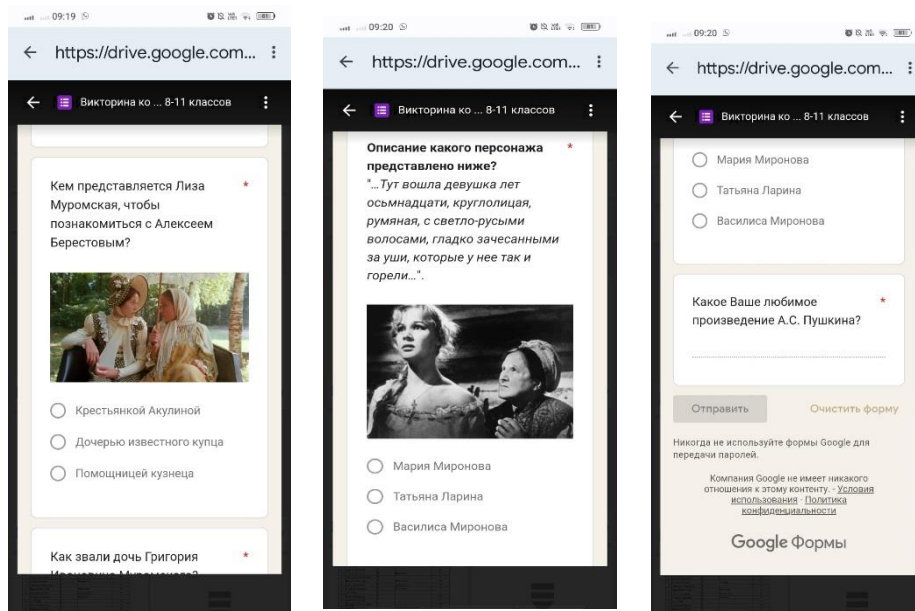 09:19
https://drive.google.com...
Викторина ко ... 8-11 классов
Кем представляется Лиза *
Муромская, чтобы
познакомиться с Алексеем
Берестовым?
Крестьянкой Акулиной
Дочерью известного купца
Помощницей кузнеца
Как звали дочь Григория *
09:20
https://drive.google.com...
Викторина ко ... 8-11 классов
Описание какого персонажа *
представлено ниже?
"...Тут вошла девушка лет
осьмнадцати, круглолицая,
румяная, с светло-русыми
волосами, гладко зачесанными
за уши, которые у нее так и
горели...".
Мария Миронова
Татьяна Ларина
Василиса Миронова
09:20
https://drive.google.com...
Викторина ко ... 8-11 классов
Мария Миронова
Татьяна Ларина
Василиса Миронова
Какое Ваше любимое *
произведение А.С. Пушкина?
Отправить Очистить форму
Никогда не используйте формы Google для
передачи паролей.
Компания Google не имеет никакого
отношения к этому контенту. - Условия
использования - Политика
конфиденциальности
Google Формы